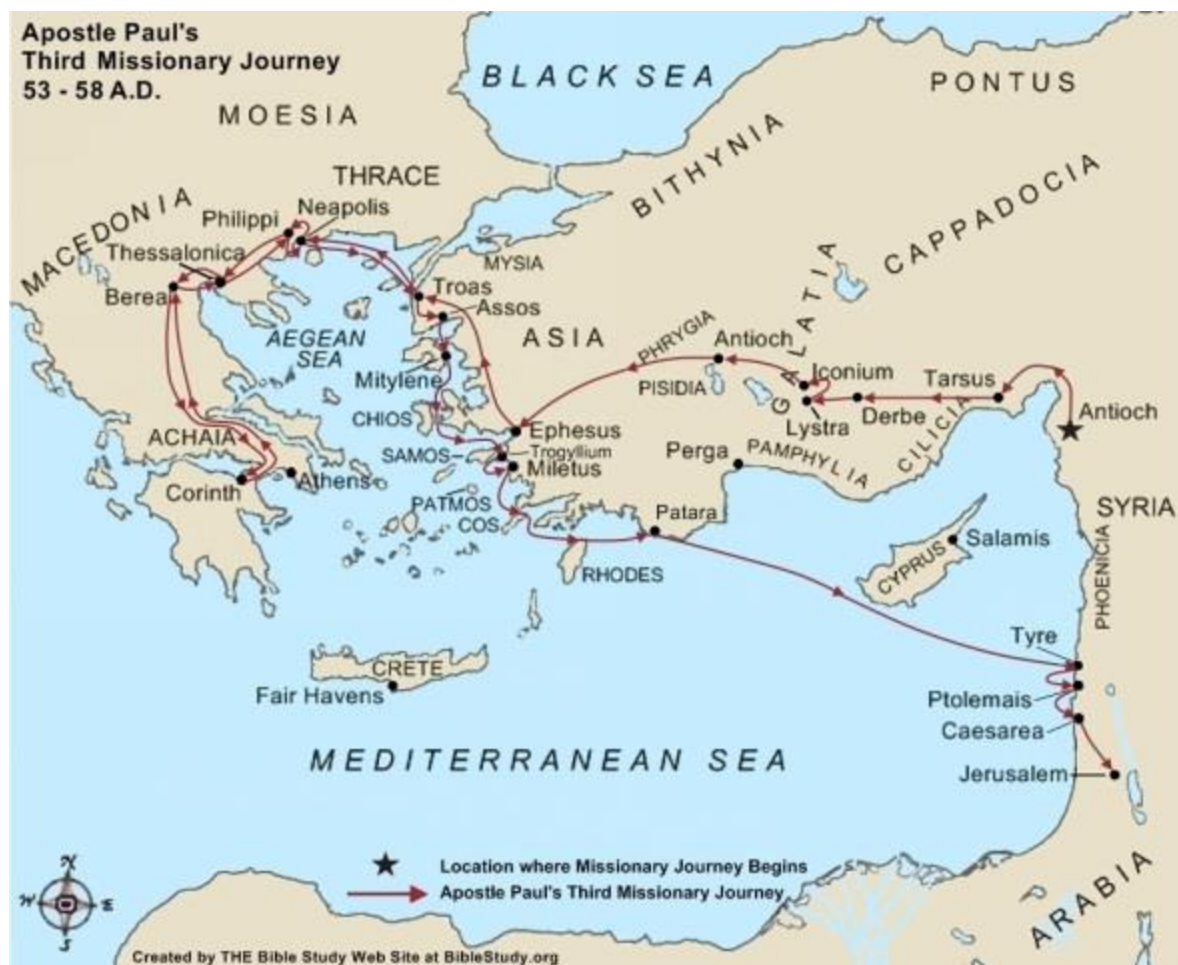 Apostle Paul's
Third Missionary Journey
53 - 58 A.D.
BLACK SEA
PONTUS
MOESIA
BITHYNIA
CAPPADOCIA
THRACE
MACEDONIA
Neapolis
Philippi
Thessalonica
Berea
MYSIA
Troas
Assos
GALATIA
AEGEAN
SEA
ASIA
PHRYGIA
Antioch
PISIDIA
Iconium
Tarsus
Mitylene
Derbe
Lystra
Antioch
CHIOS
CILICIA
Ephesus
ACHAIA
SAMOS
Trogyllium
Miletus
Perga
PAMPHYLIA
Corinth
Athens
PATMOS
COS
Patara
SYRIA
Salamis
CYPRUS
RHODES
PHOENICIA
Tyre
CRETE
Fair Havens
Ptolemais
Caesarea
MEDITERRANEAN SEA
Jerusalem
N
W
E
S
Location where Missionary Journey Begins
Apostle Paul's Third Missionary Journey
ARABIA
Created by THE Bible Study Web Site at BibleStudy.org